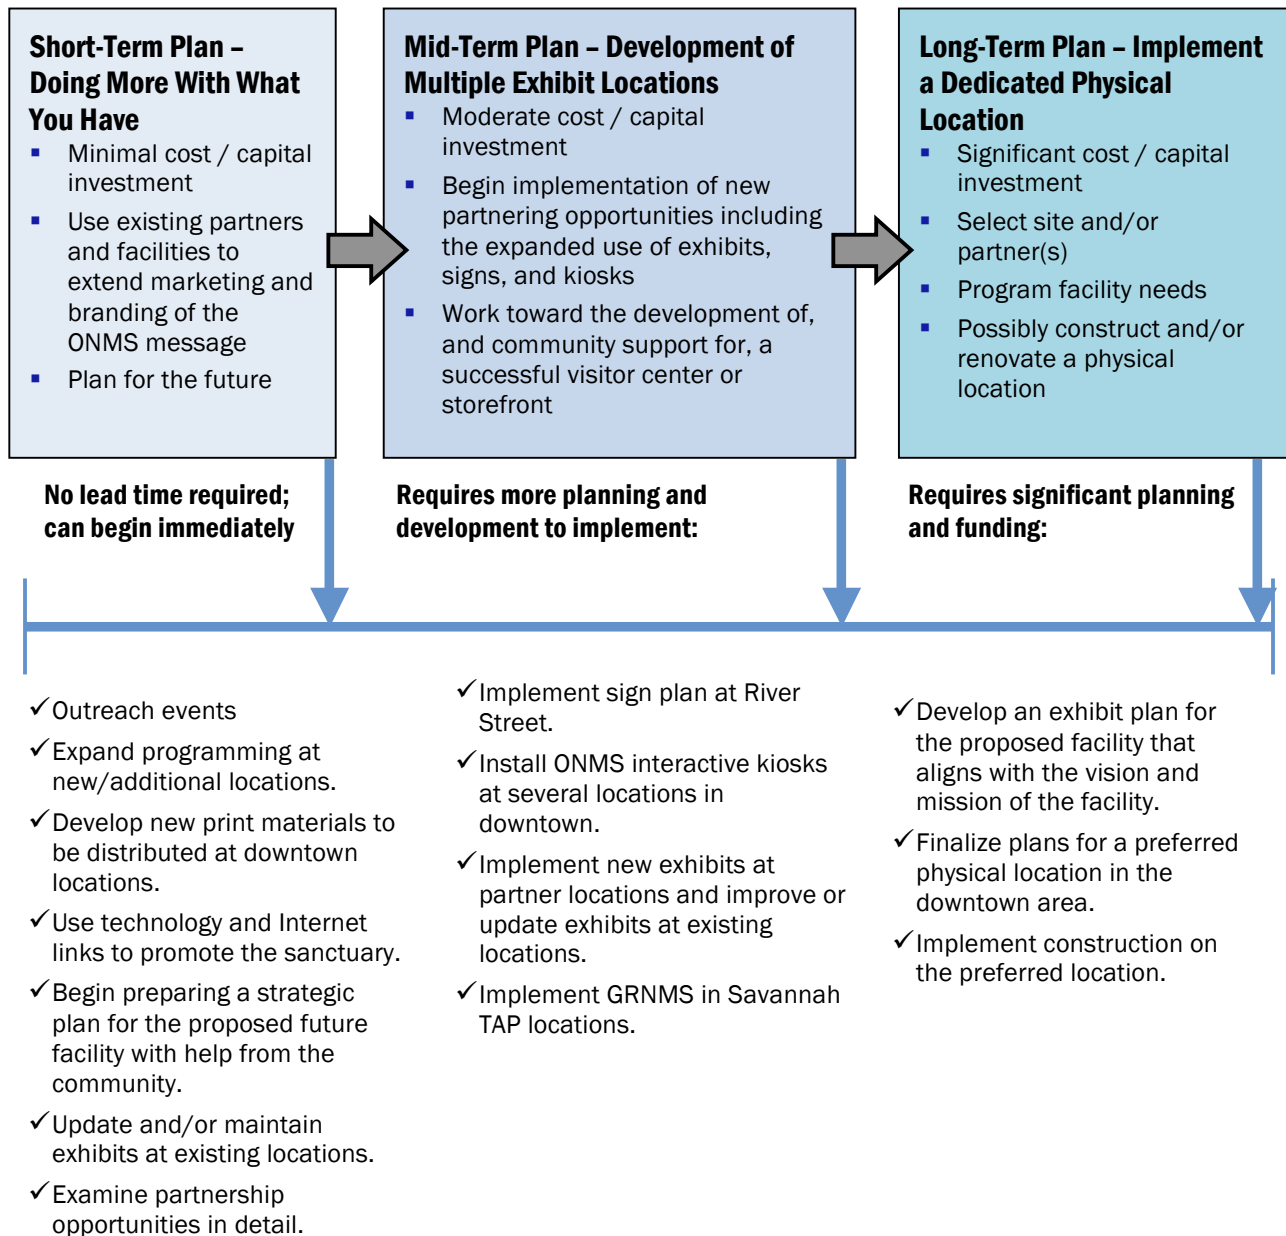 Short-Term Plan –
Doing More With What
You Have
▪ Minimal cost / capital
investment
▪ Use existing partners
and facilities to
extend marketing and
branding of the
ONMS message
▪ Plan for the future
Mid-Term Plan – Development of
Multiple Exhibit Locations
▪ Moderate cost / capital
investment
▪ Begin implementation of new
partnering opportunities including
the expanded use of exhibits,
signs, and kiosks
▪ Work toward the development of,
and community support for, a
successful visitor center or
storefront
Long-Term Plan – Implement
a Dedicated Physical
Location
▪ Significant cost / capital
investment
▪ Select site and/or
partner(s)
▪ Program facility needs
▪ Possibly construct and/or
renovate a physical
location
No lead time required;
can begin immediately
Requires more planning and
development to implement:
Requires significant planning
and funding:
✓Outreach events
✓Expand programming at
new/additional locations.
✓Develop new print materials to
be distributed at downtown
locations.
✓Use technology and Internet
links to promote the sanctuary.
✓Begin preparing a strategic
plan for the proposed future
facility with help from the
community.
✓Update and/or maintain
exhibits at existing locations.
✓Examine partnership
opportunities in detail.
✓Implement sign plan at River
Street.
✓Install ONMS interactive kiosks
at several locations in
downtown.
✓Implement new exhibits at
partner locations and improve or
update exhibits at existing
locations.
✓Implement GRNMS in Savannah
TAP locations.
✓Develop an exhibit plan for
the proposed facility that
aligns with the vision and
mission of the facility.
✓Finalize plans for a preferred
physical location in the
downtown area.
✓Implement construction on
the preferred location.